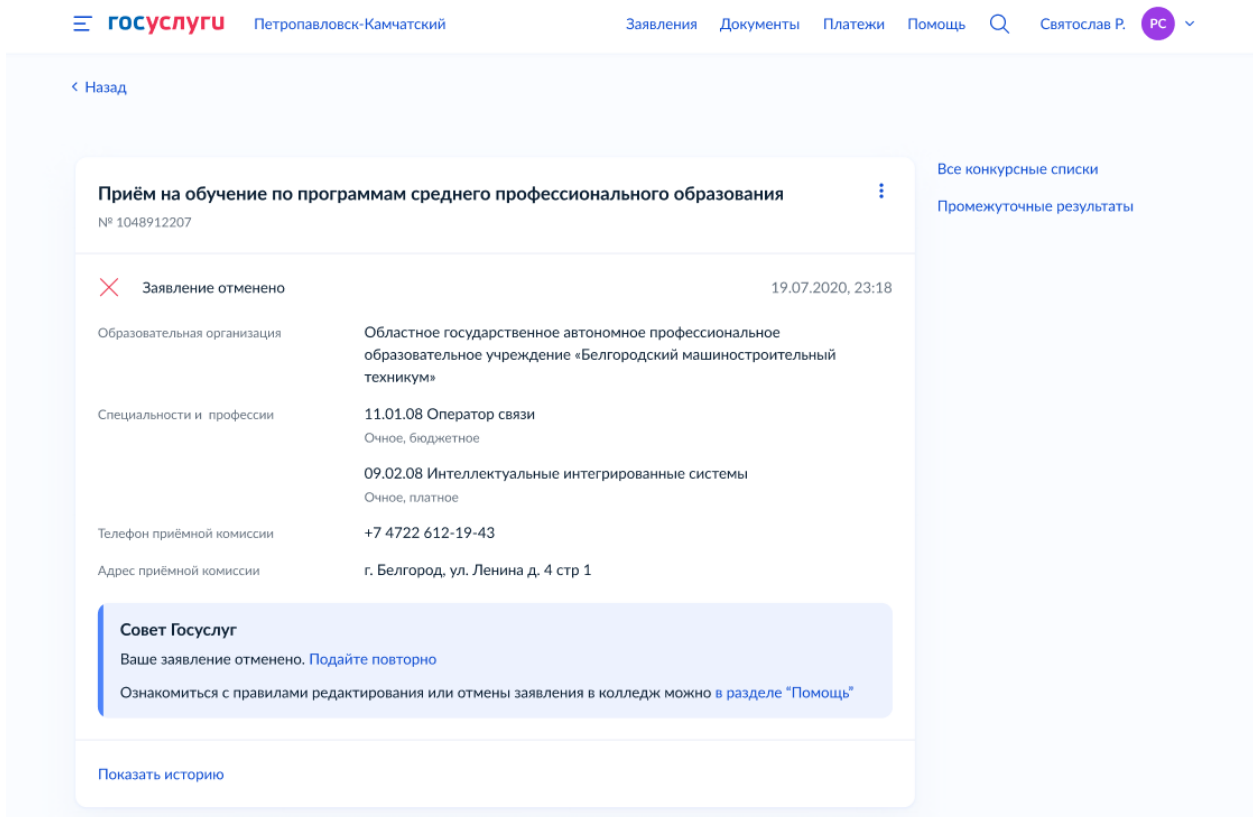 госуслуги Петропавловск-Камчатский Заявления Документы Платежи Помощь Святослав Р. РС
Назад
Приём на обучение по программам среднего профессионального образования
№ 1048912207
Все конкурсные списки
Промежуточные результаты
Заявление отменено 19.07.2020, 23:18
Образовательная организация Областное государственное автономное профессиональное
образовательное учреждение «Белгородский машиностроительный
техникум»
Специальности и профессии 11.01.08 Оператор связи
Очное, бюджетное
09.02.08 Интеллектуальные интегрированные системы
Очное, платное
Телефон приёмной комиссии +7 4722 612-19-43
Адрес приёмной комиссии г. Белгород, ул. Ленина д. 4 стр 1
Совет Госуслуг
Ваше заявление отменено. Подайте повторно
Ознакомиться с правилами редактирования или отмены заявления в колледж можно в разделе “Помощь”
Показать историю